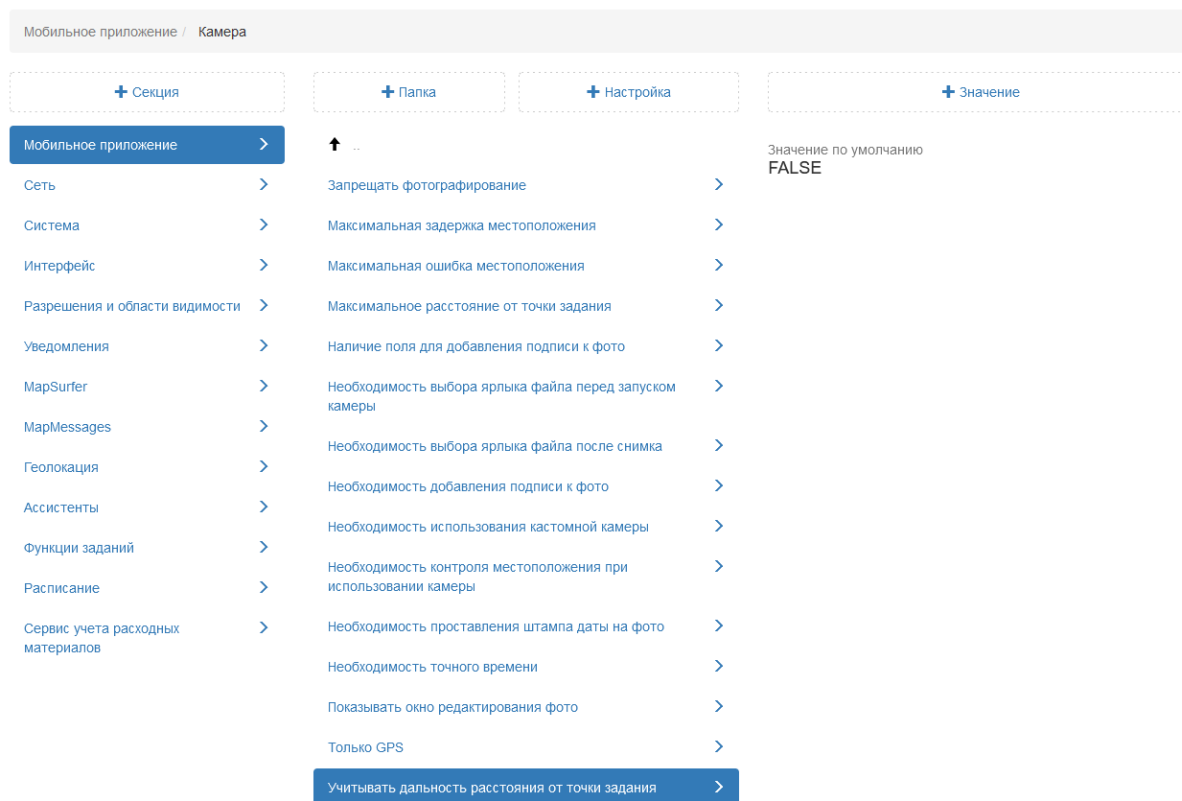 Мобильное приложение / Камера
+ Секция
+ Папка
+ Настройка
+ Значение
Мобильное приложение
Сеть
Система
Интерфейс
Разрешения и области видимости
Уведомления
MapSurfer
MapMessages
Геолокация
Ассистенты
Функции заданий
Расписание
Сервис учета расходных
материалов
..
Запрещать фотографирование
Максимальная задержка местоположения
Максимальная ошибка местоположения
Максимальное расстояние от точки задания
Наличие поля для добавления подписи к фото
Необходимость выбора ярлыка файла перед запуском
камеры
Необходимость выбора ярлыка файла после снимка
Необходимость добавления подписи к фото
Необходимость использования кастомной камеры
Необходимость контроля местоположения при
использовании камеры
Необходимость проставления штампа даты на фото
Необходимость точного времени
Показывать окно редактирования фото
Только GPS
Учитывать дальность расстояния от точки задания
Значение по умолчанию
FALSE